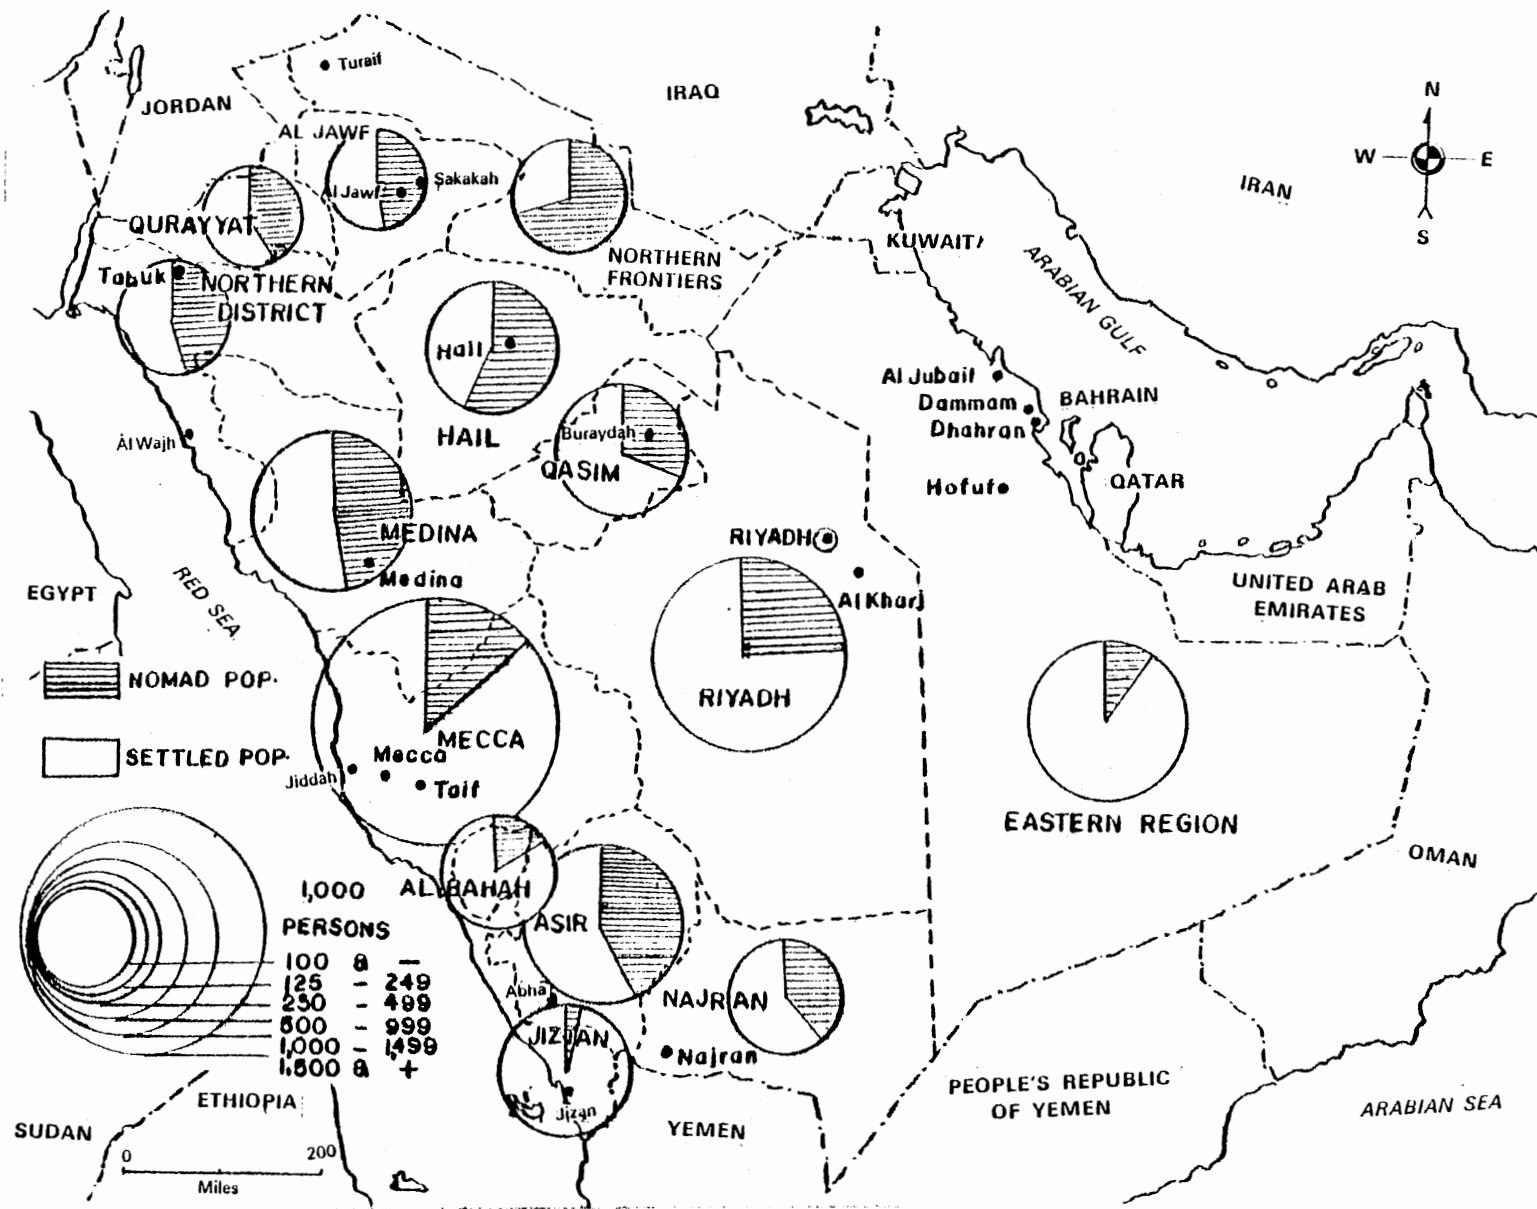 Turaif
JORDAN
IRAQ
N
W
E
S
AL JAWF
Al Jawf
Sakakah
IRAN
QURAYYAT
KUWAIT
NORTHERN
FRONTIERS
ARABIAN GULF
Tabuk
NORTHERN
DISTRICT
Hail
HAIL
Al Jubail
Dammam
Dhahran
BAHRAIN
Al Wajh
Buraydah
QASIM
Hofuf
QATAR
MEDINA
Medina
RIYADH
Al Kharj
UNITED ARAB
EMIRATES
EGYPT
RED SEA
NOMAD POP.
SETTLED POP.
RIYADH
MECCA
Mecca
Jiddah
Taif
EASTERN REGION
OMAN
1,000
PERSONS
100 & –
125 – 249
250 – 499
500 – 999
1,000 – 1,499
1,500 & +
AL BAHAH
ASIR
Abha
NAJRAN
Najran
JIZAN
Jizan
ETHIOPIA
SUDAN
0 200
Miles
YEMEN
PEOPLE'S REPUBLIC
OF YEMEN
ARABIAN SEA